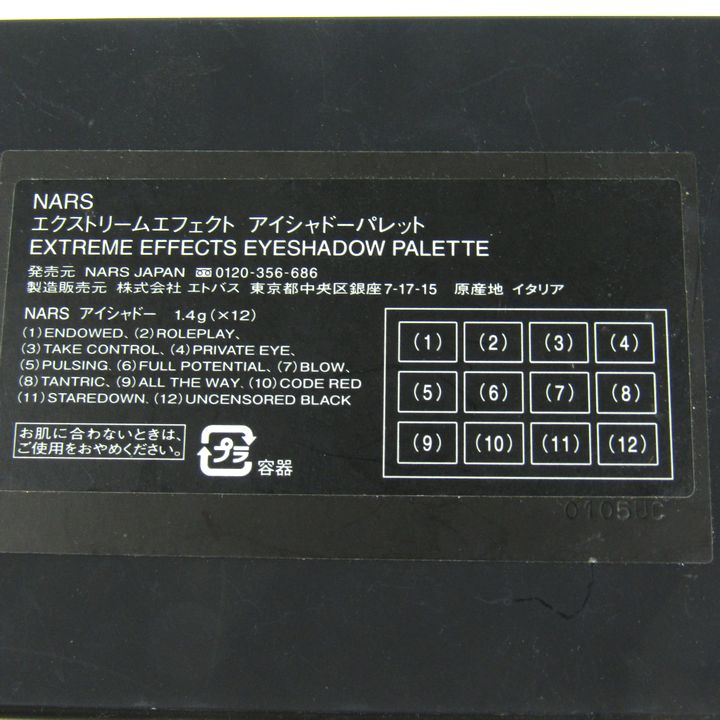 NARS
エクストリームエフェクト アイシャドーパレット
EXTREME EFFECTS EYESHADOW PALETTE
発売元 NARS JAPAN 0120-356-686
製造販売元 株式会社 エトバス 東京都中央区銀座7-17-15 原産地 イタリア
NARS アイシャドー 1.4g(×12)
(1)ENDOWED、(2)ROLEPLAY、
(3)TAKE CONTROL、(4)PRIVATE EYE、
(5)PULSING、(6)FULL POTENTIAL、(7)BLOW、
(8)TANTRIC、(9)ALL THE WAY、(10)CODE RED
(11)STAREDOWN、(12)UNCENSORED BLACK
(1) (2) (3) (4)
(5) (6) (7) (8)
(9) (10) (11) (12)
お肌に合わないときは、
ご使用をおやめください。
プラ
容器
0105UC